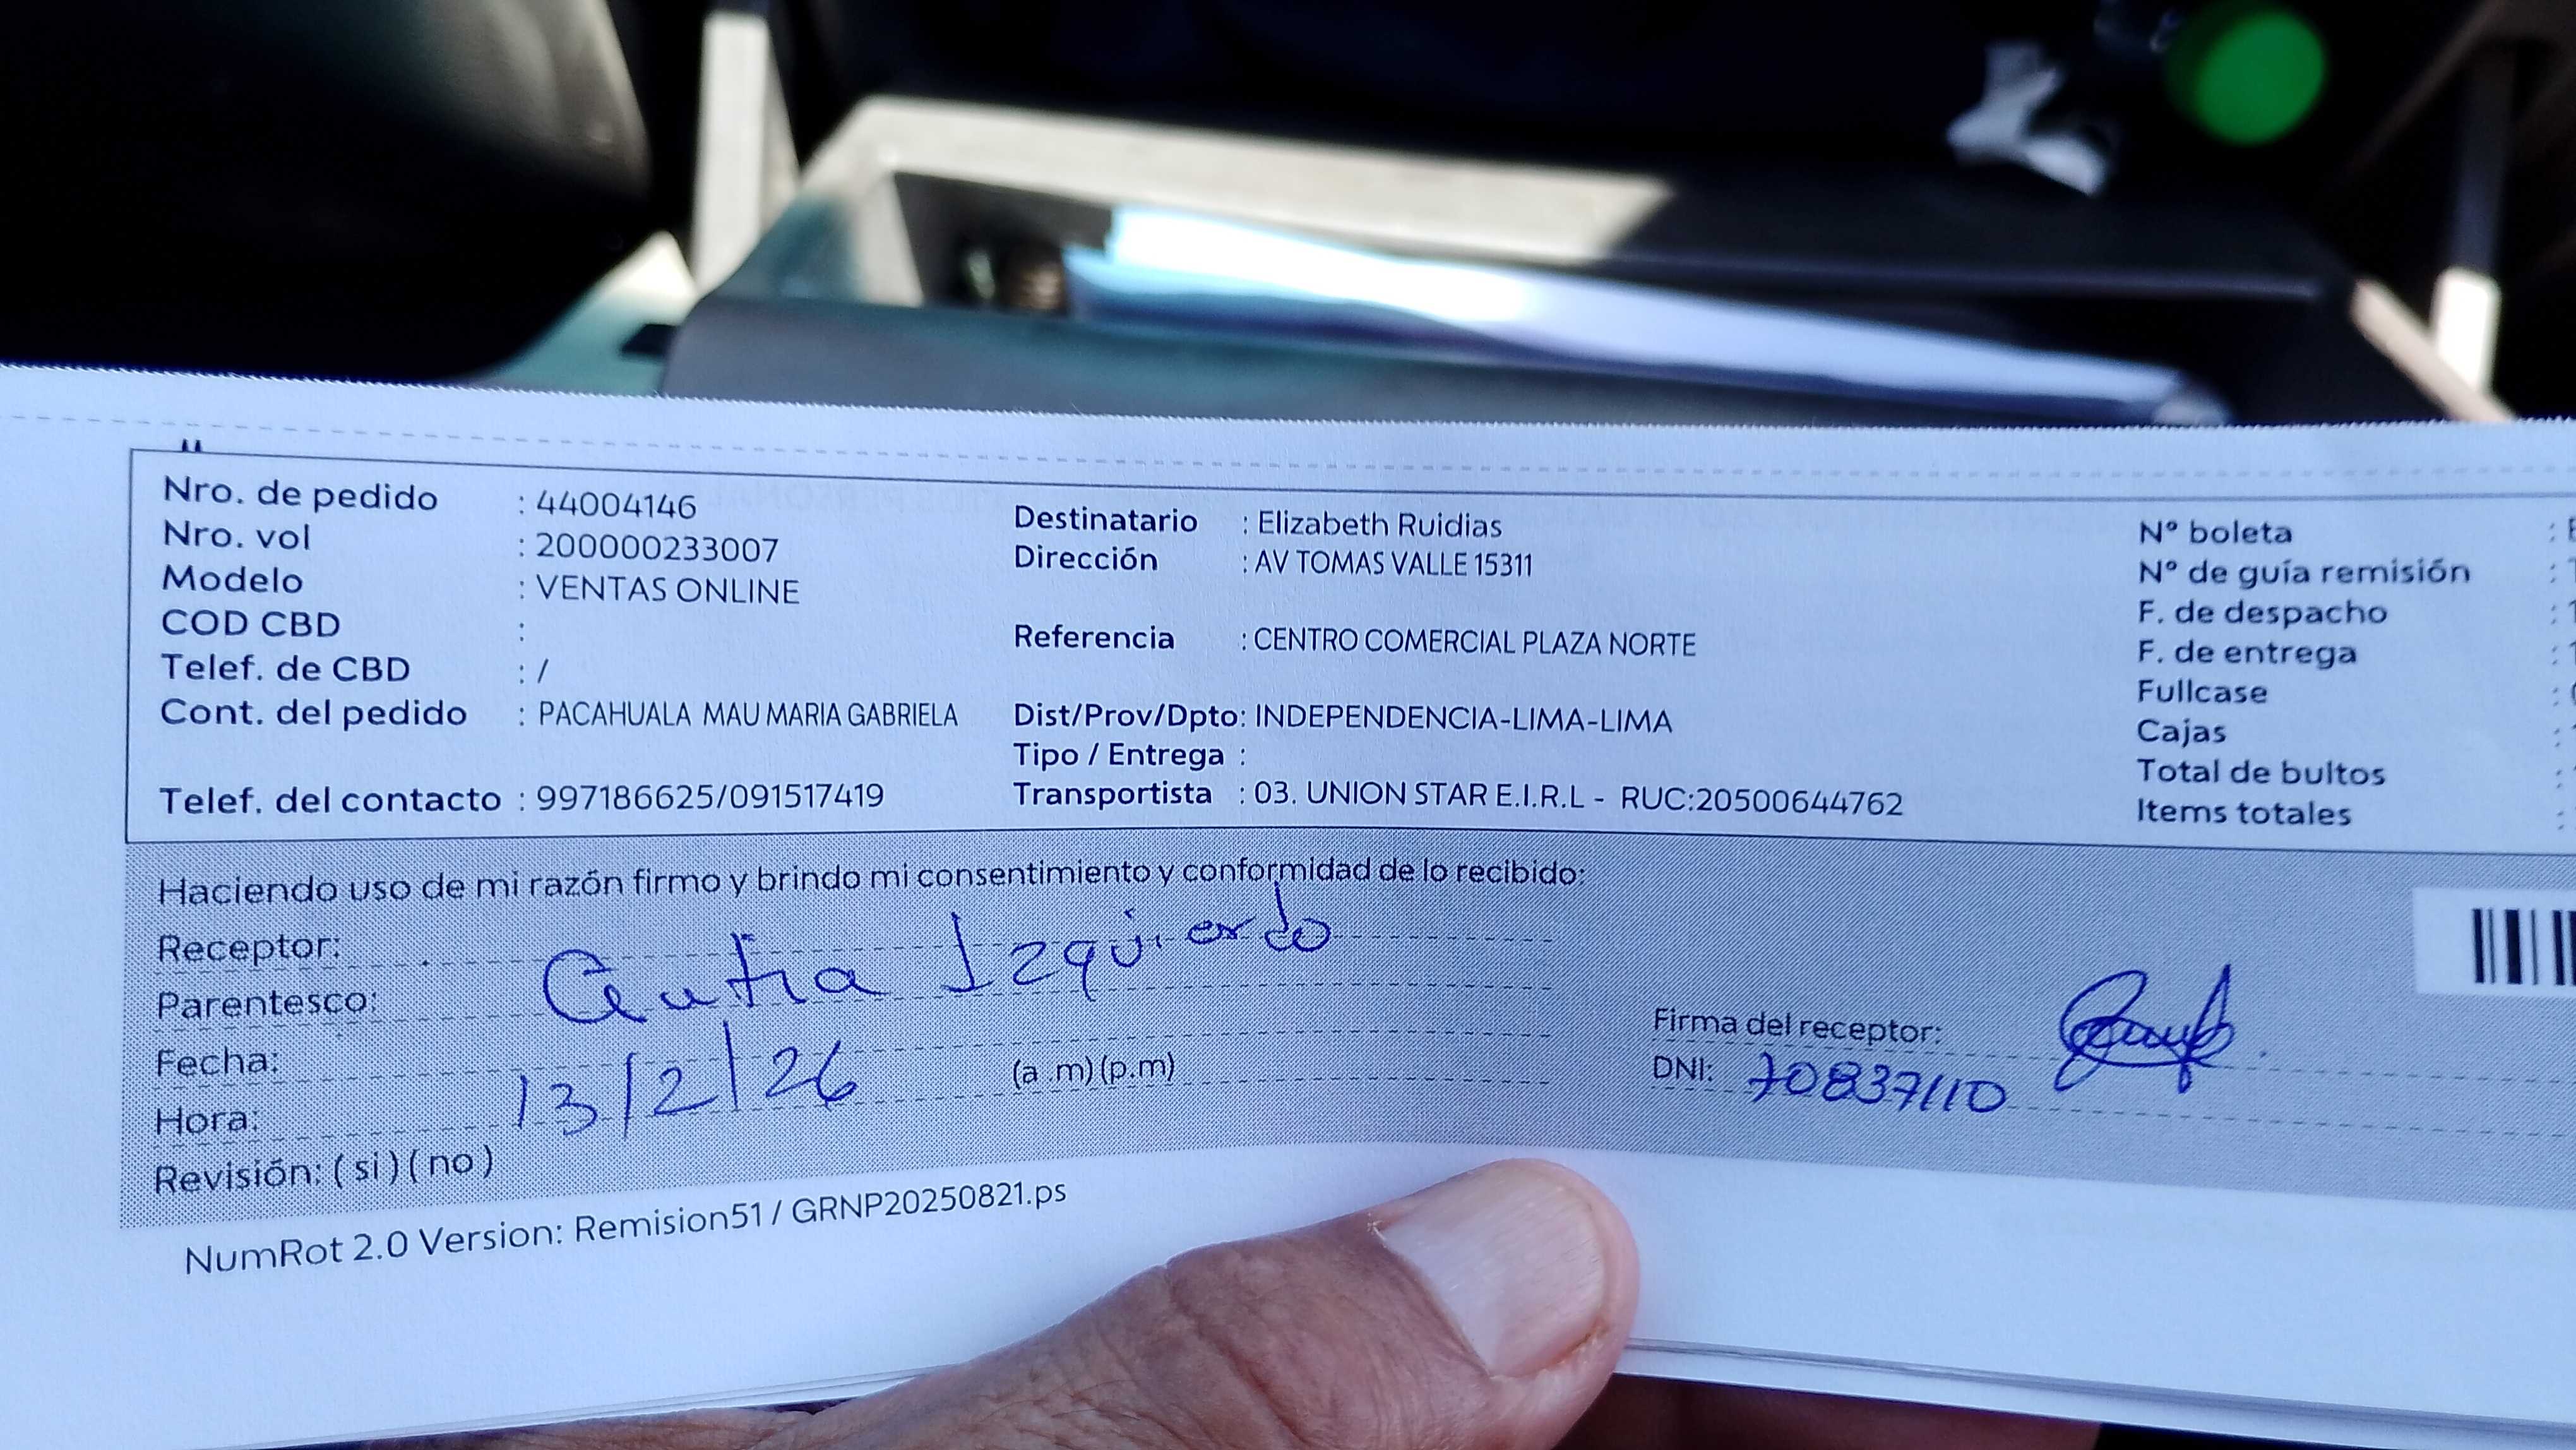 Nro. de pedido : 44004146
Nro. vol : 200000233007
Modelo : VENTAS ONLINE
COD CBD :
Telef. de CBD : /
Cont. del pedido : PACAHUALA MAU MARIA GABRIELA
Telef. del contacto : 997186625/091517419
Destinatario : Elizabeth Ruidias
Dirección : AV TOMAS VALLE 15311
Referencia : CENTRO COMERCIAL PLAZA NORTE
Dist/Prov/Dpto: INDEPENDENCIA-LIMA-LIMA
Tipo / Entrega :
Transportista : 03. UNION STAR E.I.R.L - RUC:20500644762
Nº boleta :
Nº de guía remisión :
F. de despacho :
F. de entrega :
Fullcase :
Cajas :
Total de bultos :
Items totales :
Haciendo uso de mi razón firmo y brindo mi consentimiento y conformidad de lo recibido:
Receptor: Izquierdo
Parentesco:
Fecha: 13/2/26
Hora: (a.m)(p.m)
Revisión: (si)(no)
Firma del receptor:
DNI: 70837110
NumRot 2.0 Version: Remision51 / GRNP20250821.ps